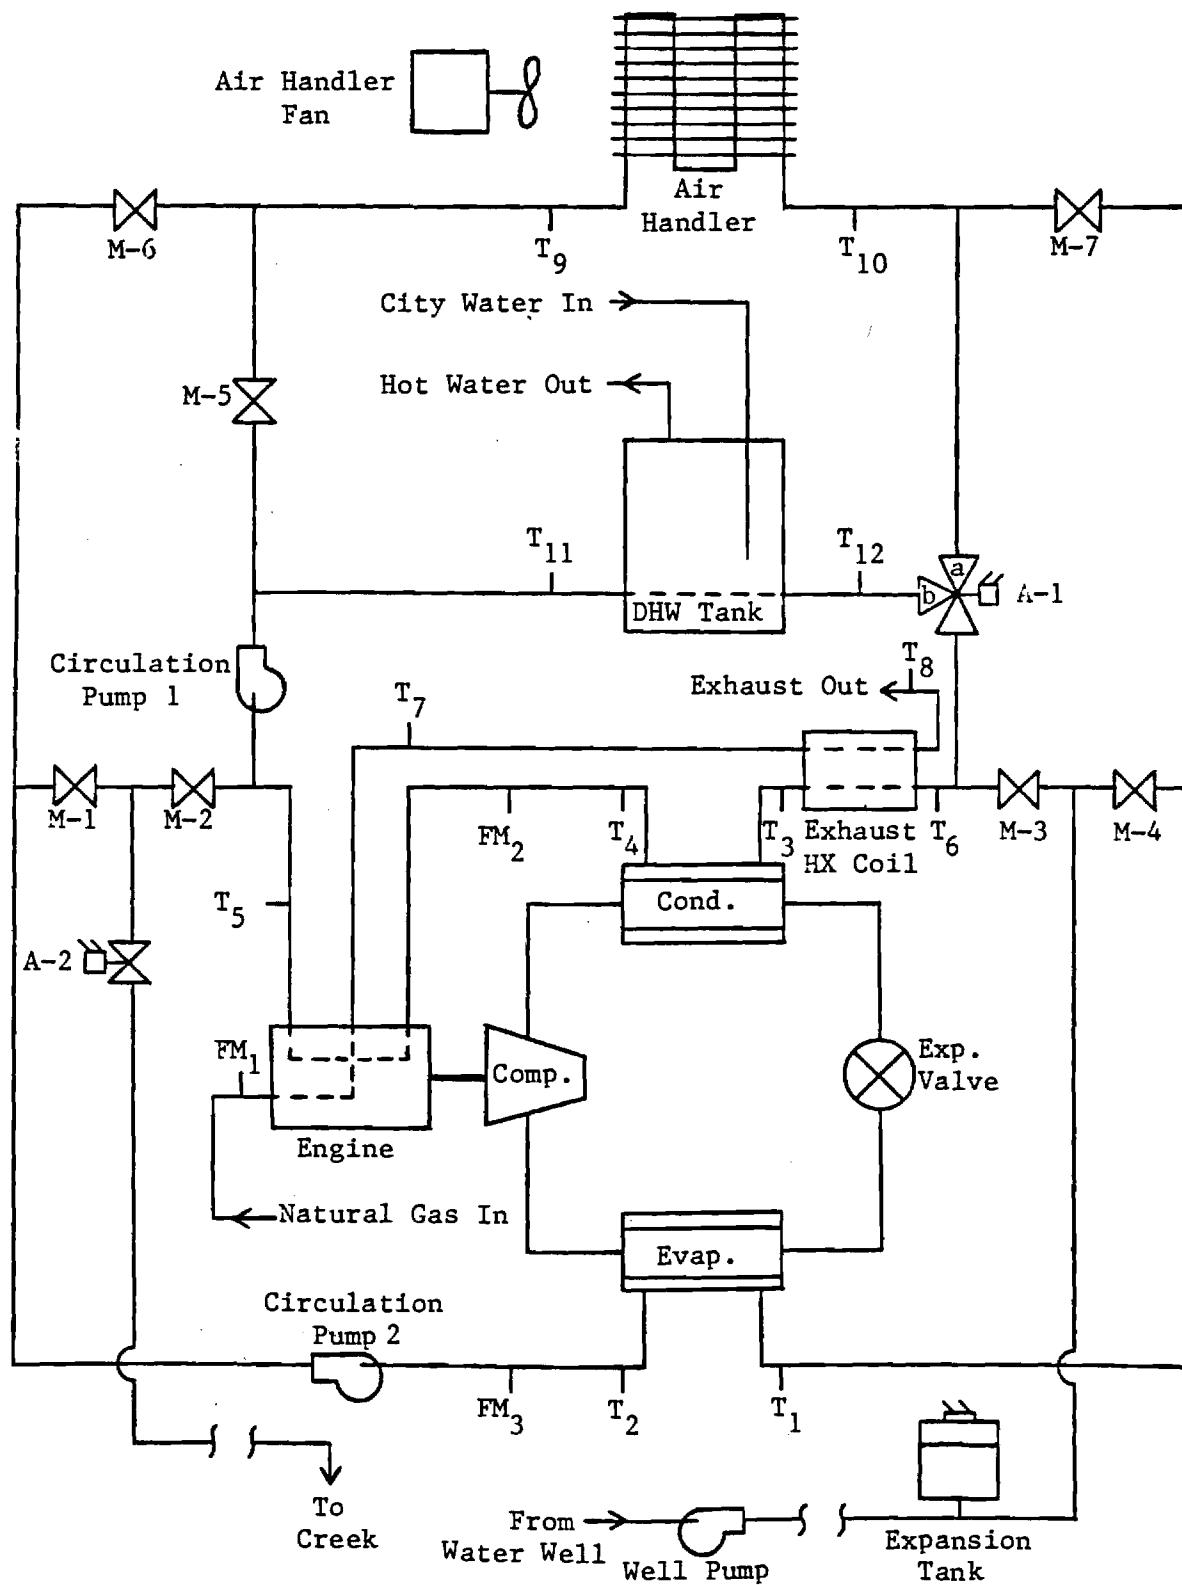 Air Handler
Fan
Air
Handler
M-6
T9
T10
M-7
City Water In
Hot Water Out
M-5
T11
T12
a
b
A-1
DHW Tank
Circulation
Pump 1
T8
Exhaust Out
T7
M-1
M-2
FM2
T4
T3
Exhaust
HX Coil
T6
M-3
M-4
T5
Cond.
A-2
FM1
Comp.
Exp.
Valve
Engine
Natural Gas In
Evap.
Circulation
Pump 2
FM3
T2
T1
To
Creek
From
Water Well
Well Pump
Expansion
Tank